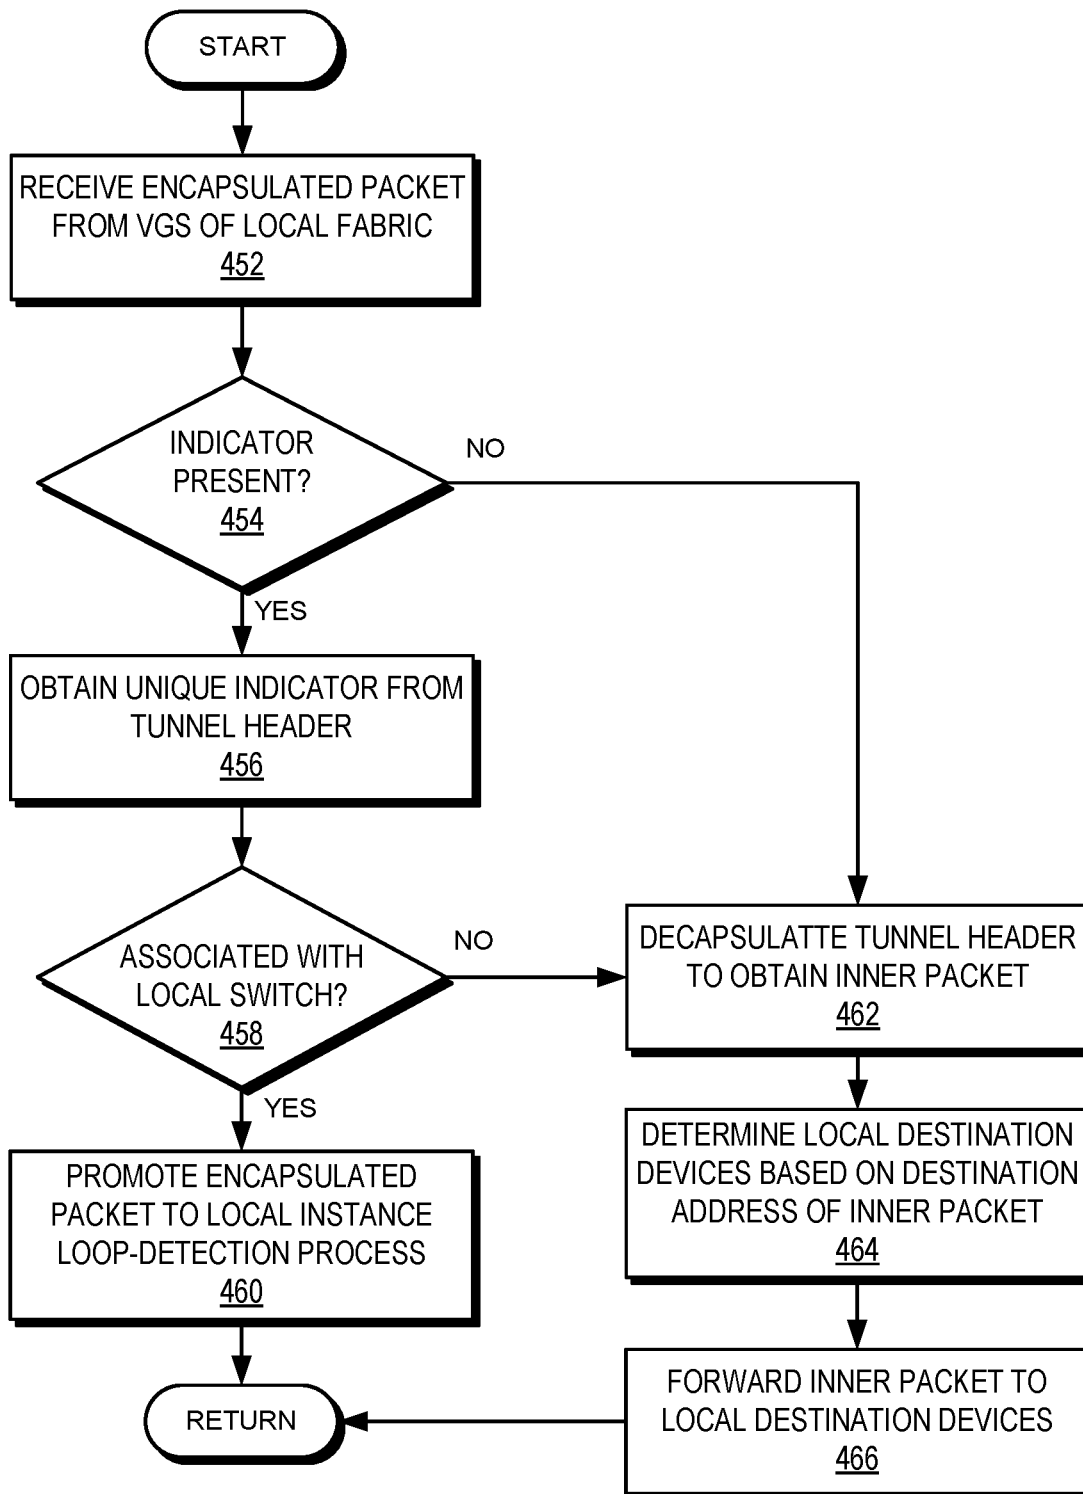 START
RECEIVE ENCAPSULATED PACKET
FROM VGS OF LOCAL FABRIC
452
INDICATOR
PRESENT?
454
NO
YES
OBTAIN UNIQUE INDICATOR FROM
TUNNEL HEADER
456
ASSOCIATED WITH
LOCAL SWITCH?
458
NO
YES
PROMOTE ENCAPSULATED
PACKET TO LOCAL INSTANCE
LOOP-DETECTION PROCESS
460
DECAPSULATTE TUNNEL HEADER
TO OBTAIN INNER PACKET
462
DETERMINE LOCAL DESTINATION
DEVICES BASED ON DESTINATION
ADDRESS OF INNER PACKET
464
FORWARD INNER PACKET TO
LOCAL DESTINATION DEVICES
466
RETURN